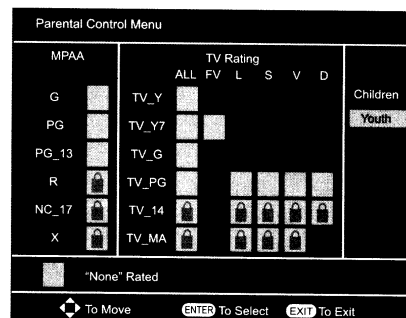 Parental Control Menu
MPAA
TV Rating
ALL FV L S V D
G
PG
PG_13
R
NC_17
X
TV_Y
TV_Y7
TV_G
TV_PG
TV_14
TV_MA
Children
Youth
"None" Rated
To Move
ENTER To Select
EXIT To Exit